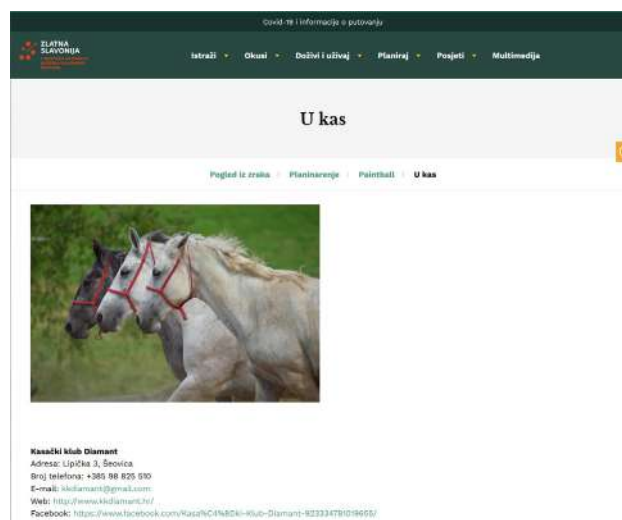 Covid-19 i informacije o putovanju
ZLATNA
SLAVONIJA
Istraži
Okusi
Doživi i uživaj
Planiraj
Posjeti
Multimedija
U kas
Pogled iz zraka
Planinarenje
Paintball
U kas
Kasački klub Diamant
Adresa: Lipička 3, Šeovica
Broj telefona: +385 98 825 510
E-mail: kkdiamant@gmail.com
Web: http://www.kkdiamant.hr/
Facebook: https://www.facebook.com/Kasa%C4%8Dki-Klub-Diamant-923334781019655/